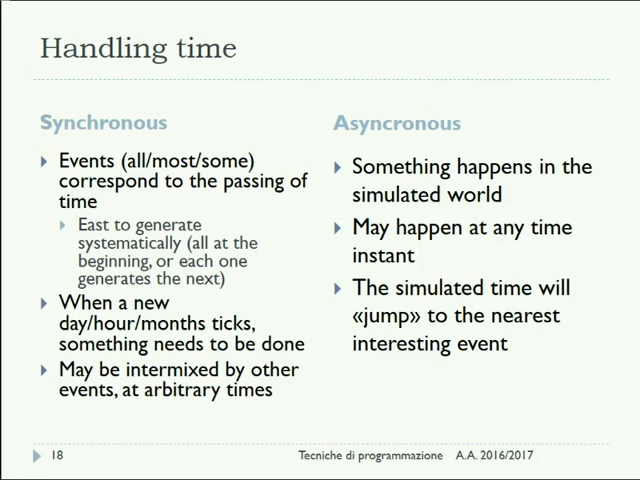 Handling time
Synchronous
Events (all/most/some)
correspond to the passing of
time
East to generate
systematically (all at the
beginning, or each one
generates the next)
When a new
day/hour/months ticks,
something needs to be done
May be intermixed by other
events, at arbitrary times
Asyncronous
Something happens in the
simulated world
May happen at any time
instant
The simulated time will
«jump» to the nearest
interesting event
18
Tecniche di programmazione A.A. 2016/2017